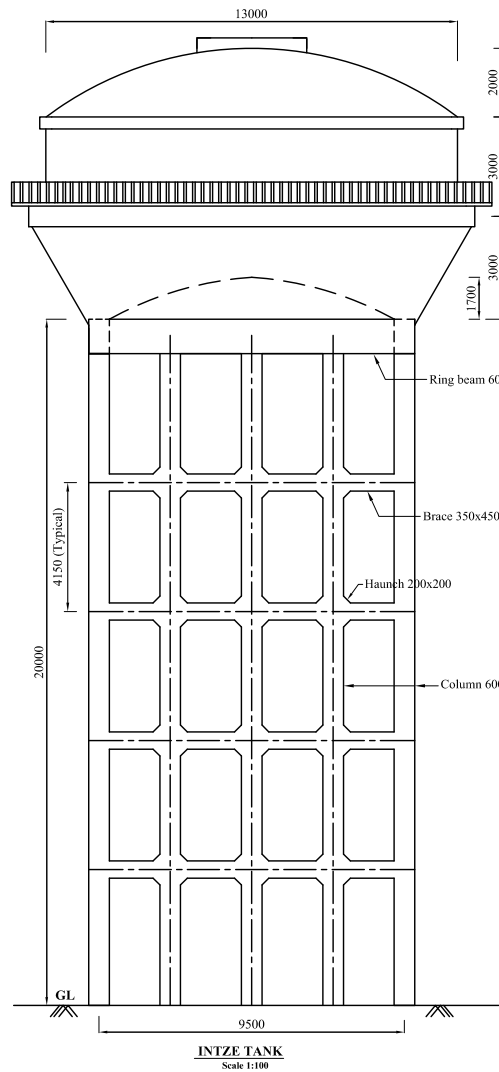 13000
2000
3000
3000
1700
Ring beam 60
Brace 350x450
4150 (Typical)
Haunch 200x200
20000
Column 600
GL
9500
INTZE TANK
Scale 1:100